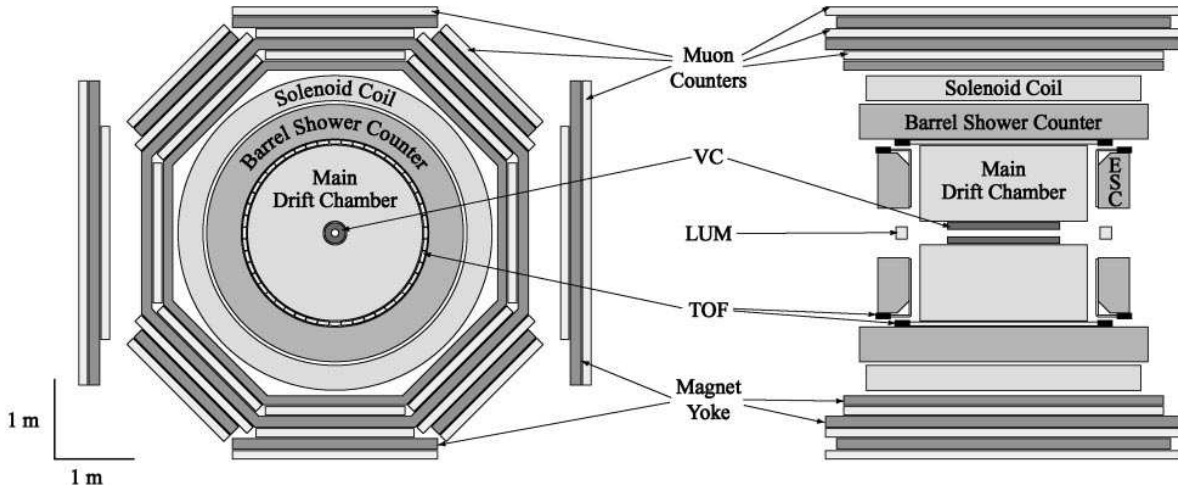 Solenoid Coil
Barrel Shower Counter
Main
Drift Chamber
1 m
1 m
Muon
Counters
VC
LUM
TOF
Magnet
Yoke
Solenoid Coil
Barrel Shower Counter
Main
Drift Chamber
ESC